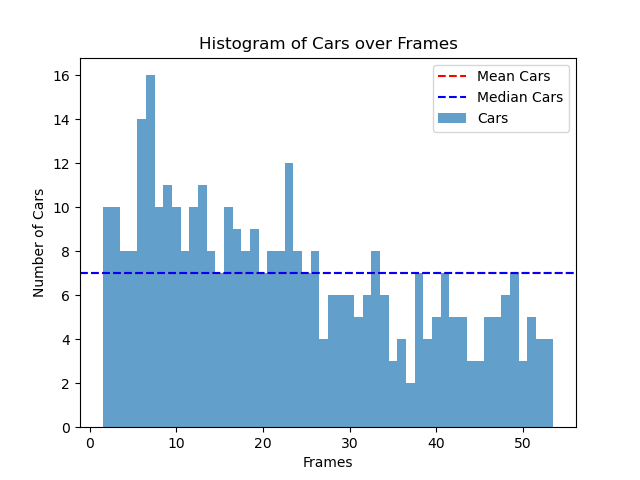 Histogram of Cars over Frames
Mean Cars
Median Cars
Cars
Number of Cars
16
14
12
10
8
6
4
2
0
0 10 20 30 40 50
Frames